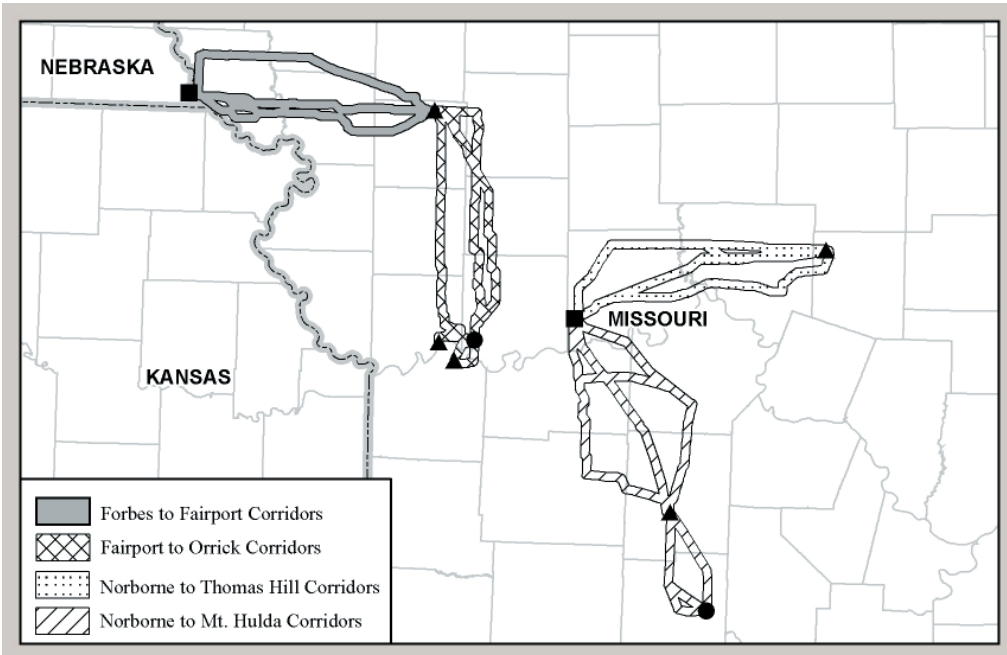 NEBRASKA
MISSOURI
KANSAS
Forbes to Fairport Corridors
Fairport to Orrick Corridors
Norborne to Thomas Hill Corridors
Norborne to Mt. Hulda Corridors